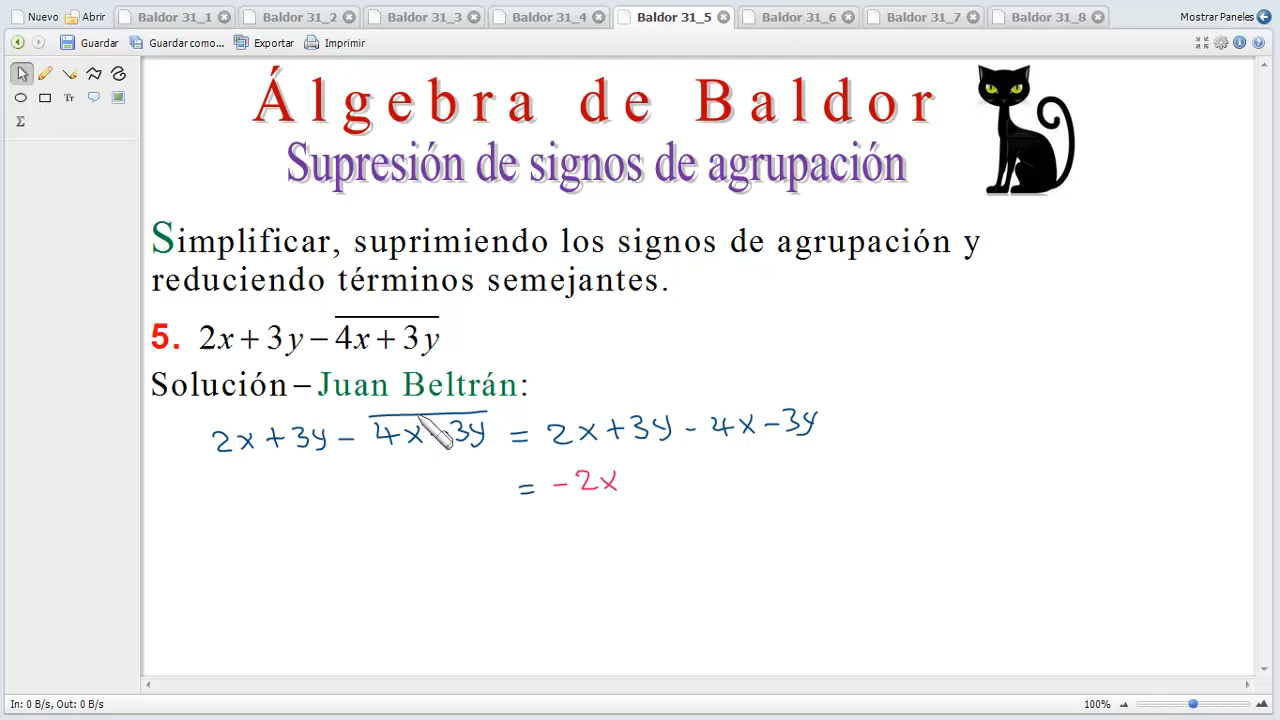 Nuevo Abrir Baldor 31_1 Baldor 31_2 Baldor 31_3 Baldor 31_4 Baldor 31_5 Baldor 31_6 Baldor 31_7 Baldor 31_8 Mostrar Paneles
Guardar Guardar como... Exportar Imprimir
Tr
Σ
Álgebra de Baldor
Supresión de signos de agrupación
Simplificar, suprimiendo los signos de agrupación y
reduciendo términos semejantes.
5. 2x + 3y − 4x + 3y
Solución − Juan Beltrán:
2x + 3y − 4x 3y = 2x + 3y - 4x - 3y
= - 2x
In: 0 B/s, Out: 0 B/s 100%